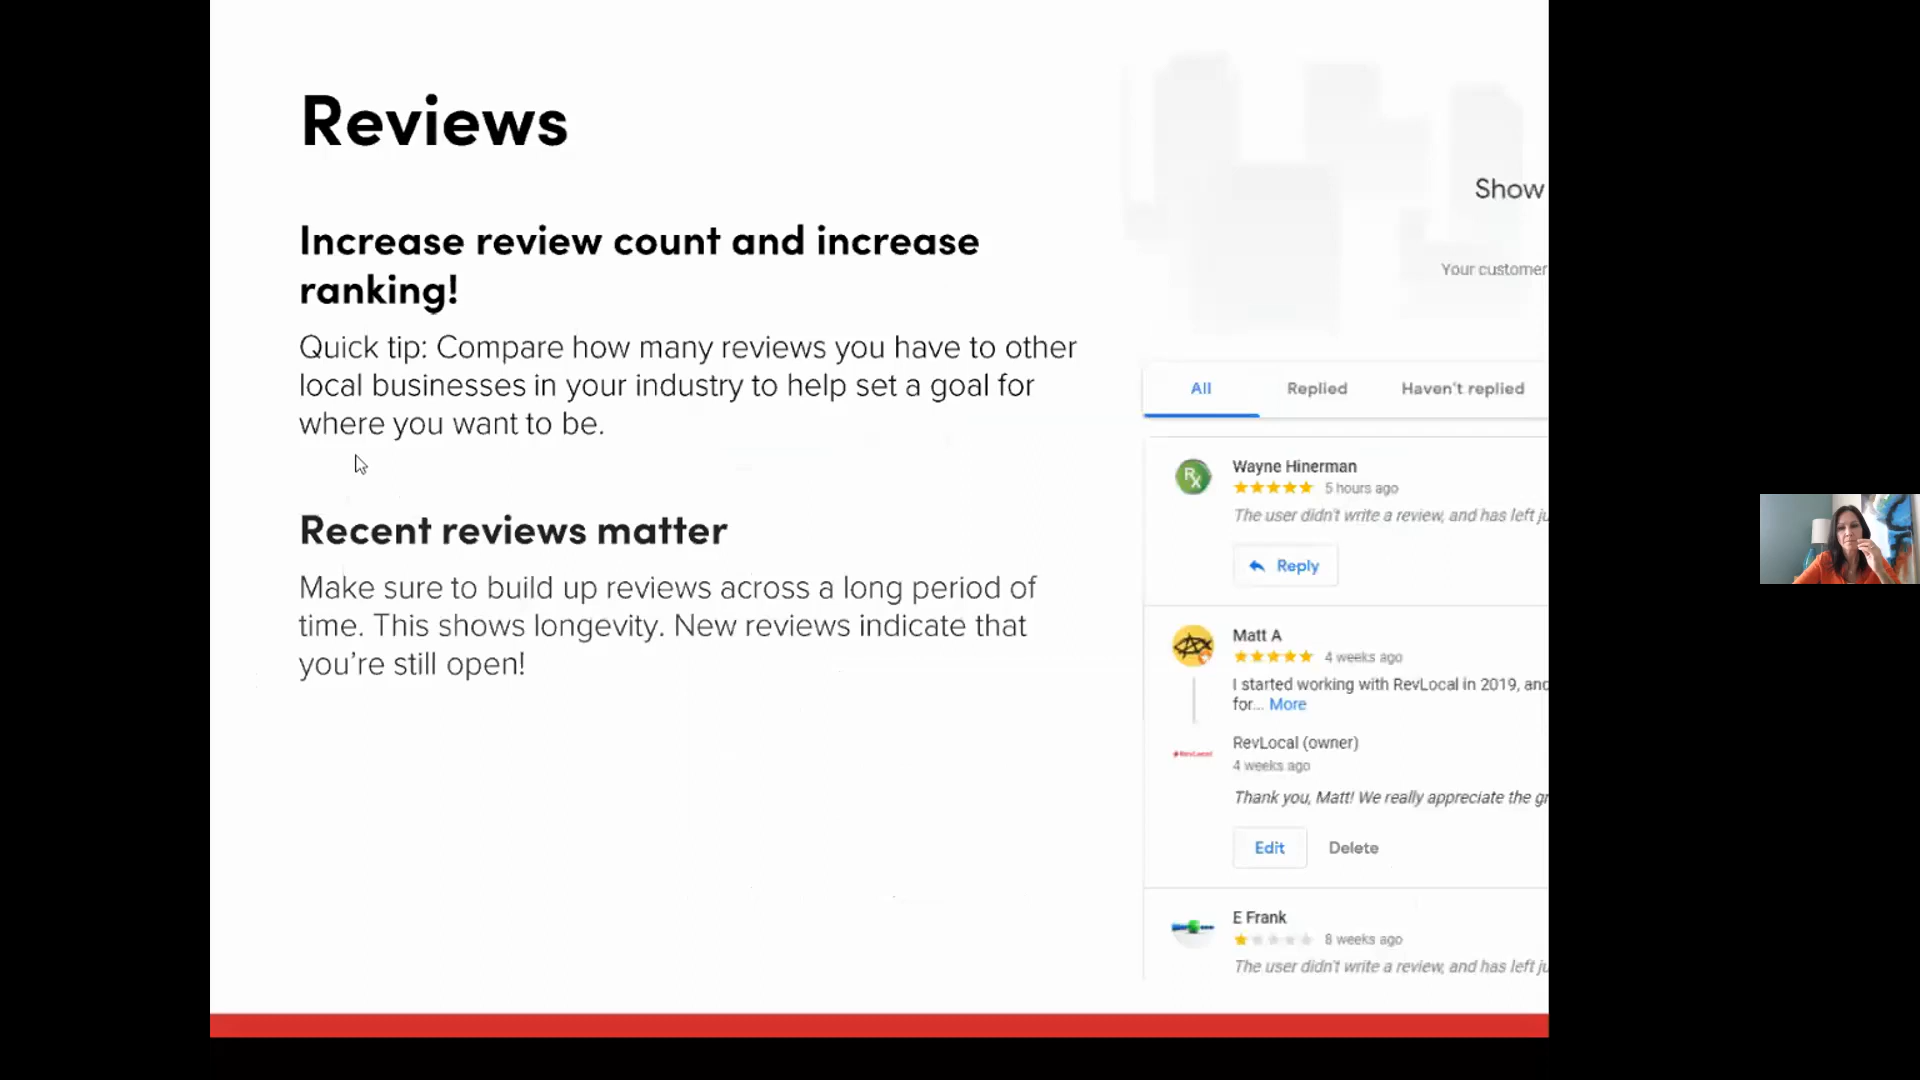 Reviews
Increase review count and increase
ranking!
Quick tip: Compare how many reviews you have to other
local businesses in your industry to help set a goal for
where you want to be.
Recent reviews matter
Make sure to build up reviews across a long period of
time. This shows longevity. New reviews indicate that
you’re still open!
Show
Your customer
All Replied Haven't replied
Rx
Wayne Hinerman
5 hours ago
The user didn't write a review, and has left ju
Reply
Matt A
4 weeks ago
I started working with RevLocal in 2019, and
for... More
RevLocal (owner)
4 weeks ago
Thank you, Matt! We really appreciate the gr
Edit Delete
E Frank
8 weeks ago
The user didn't write a review, and has left ju